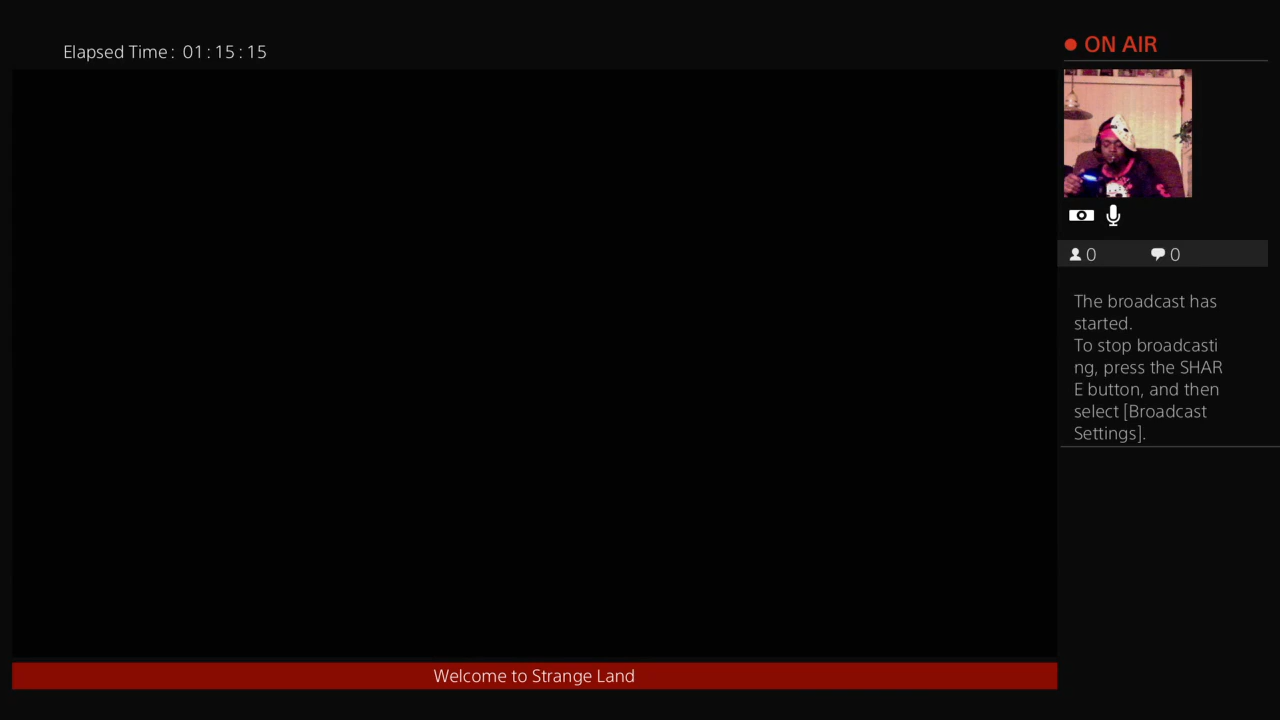 Elapsed Time: 01:15:15
ON AIR
0 0
The broadcast has
started.
To stop broadcasti
ng, press the SHAR
E button, and then
select [Broadcast
Settings].
Welcome to Strange Land